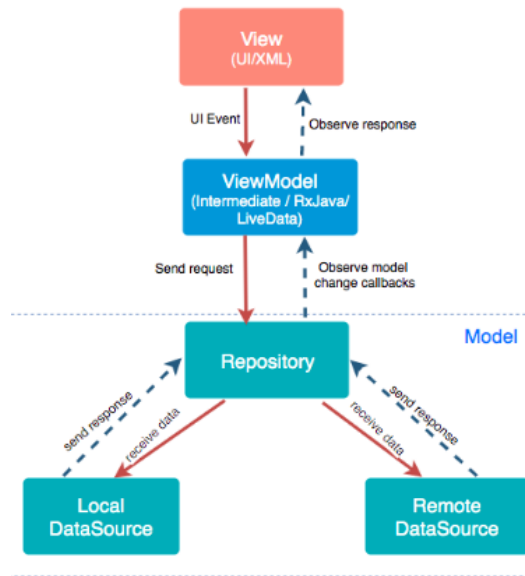 View
(UI/XML)
UI Event
Observe response
ViewModel
(Intermediate / RxJava/
LiveData)
Send request
Observe model
change callbacks
Model
Repository
send response
receive data
receive data
send response
Local
DataSource
Remote
DataSource